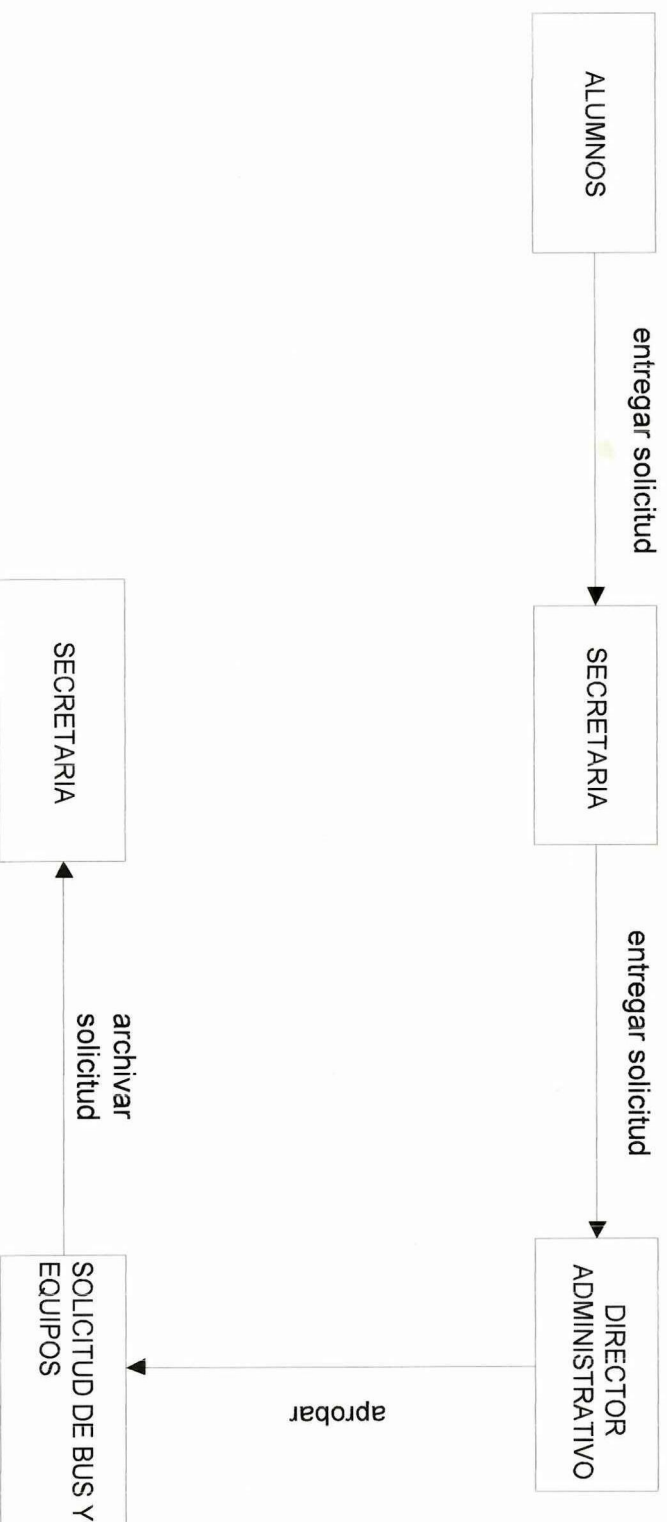 ALUMNOS
entregar solicitud
SECRETARIA
entregar solicitud
DIRECTOR
ADMINISTRATIVO
aprobar
SOLICITUD DE BUS Y
EQUIPOS
archivar
solicitud
SECRETARIA